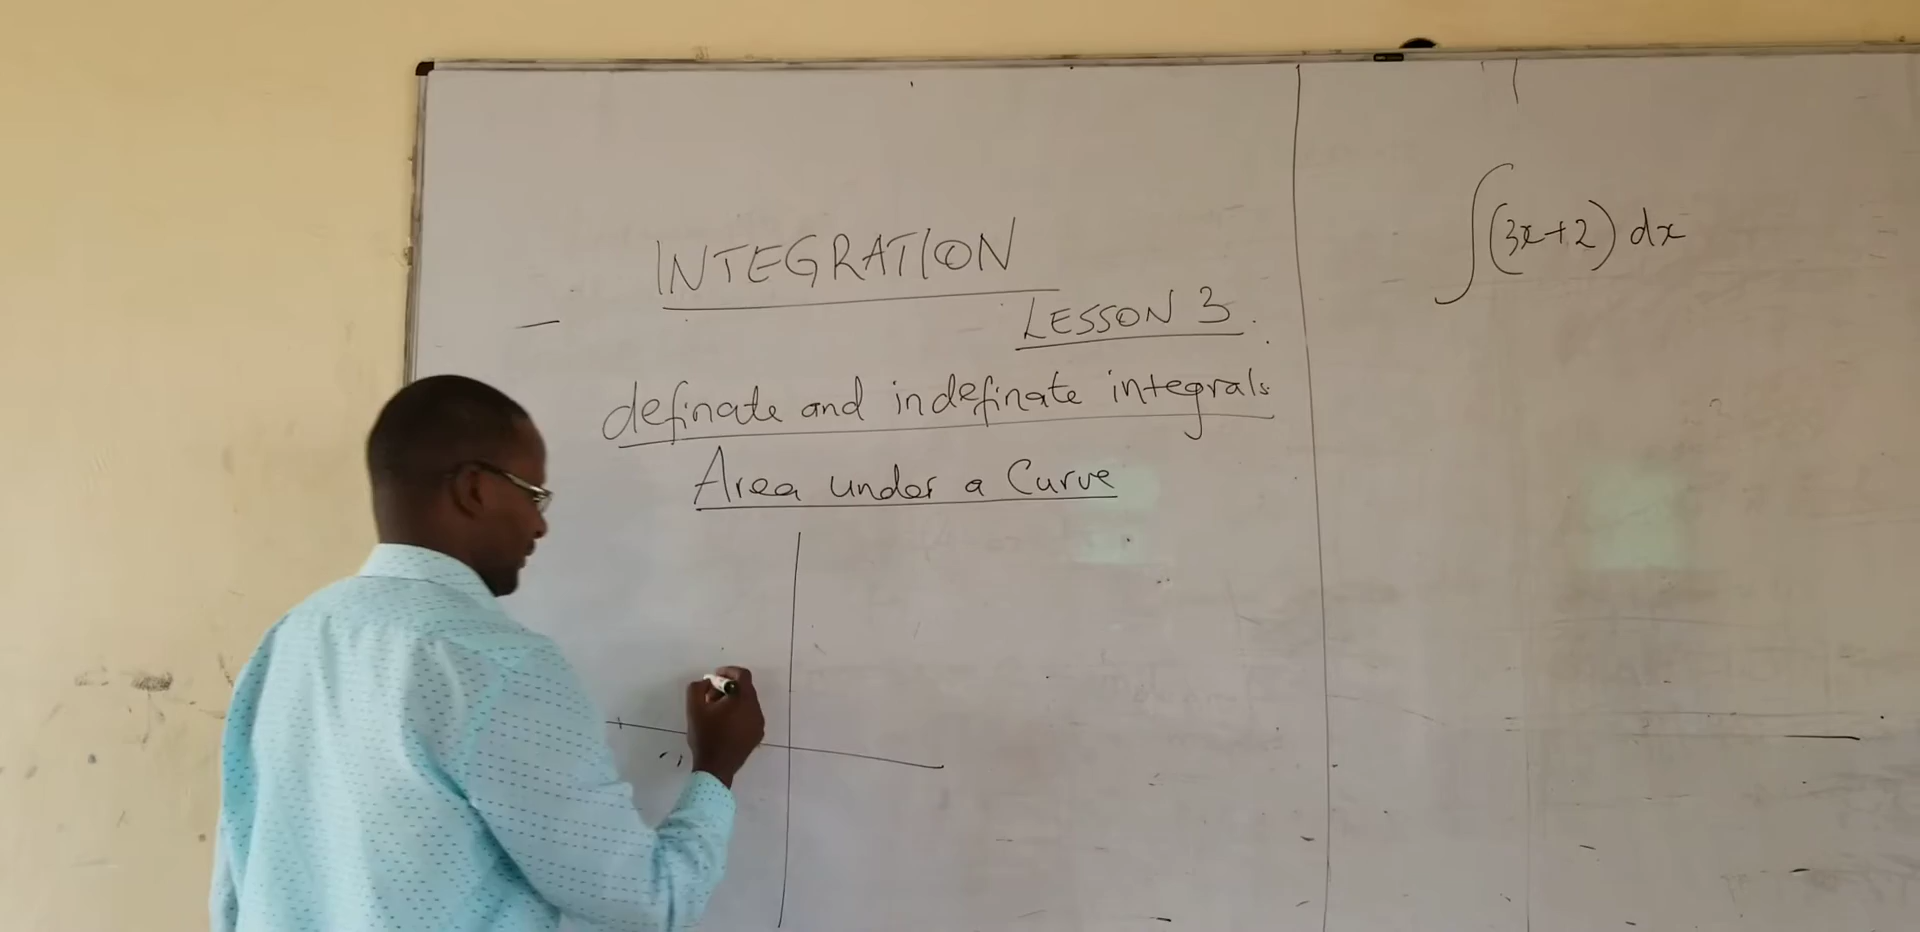 INTEGRATION
LESSON 3.
definate and indefinate integrals
Area under a Curve
∫(3x+2) dx